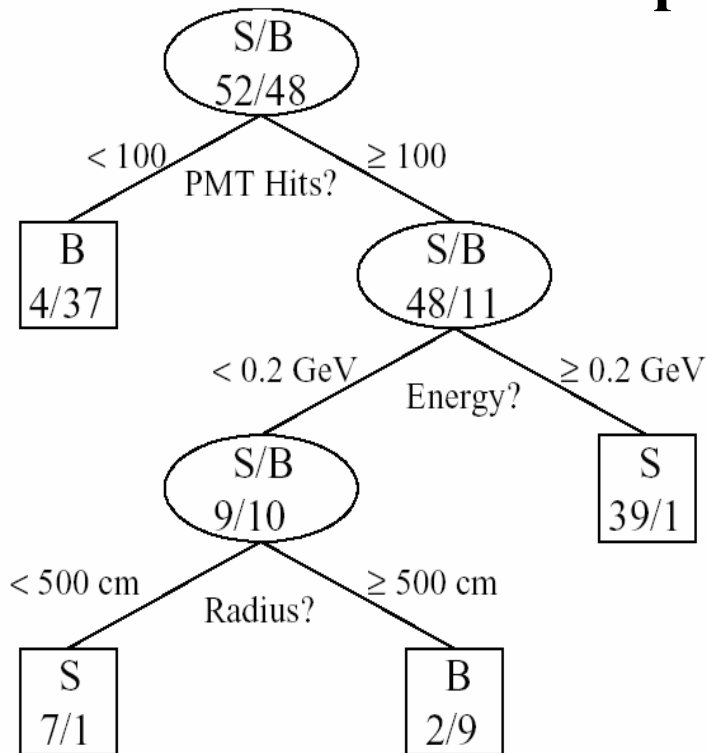 S/B
52/48
< 100
≥ 100
PMT Hits?
B
4/37
S/B
48/11
< 0.2 GeV
≥ 0.2 GeV
Energy?
S/B
9/10
S
39/1
< 500 cm
≥ 500 cm
Radius?
S
7/1
B
2/9